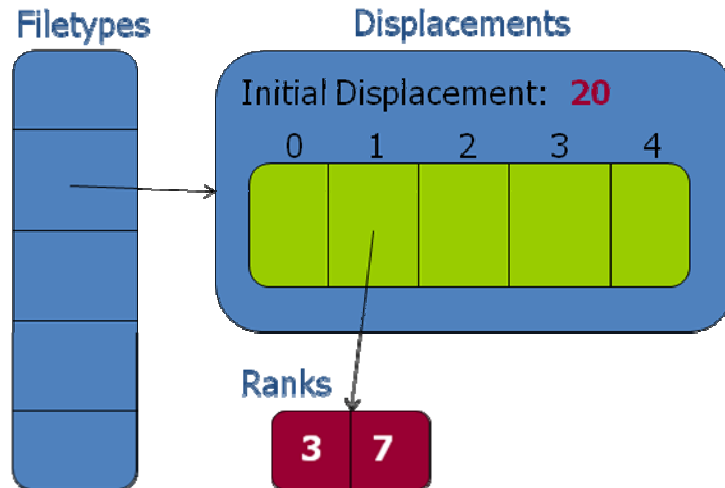 Filetypes
Displacements
Initial Displacement: 20
0 1 2 3 4
Ranks
3 7